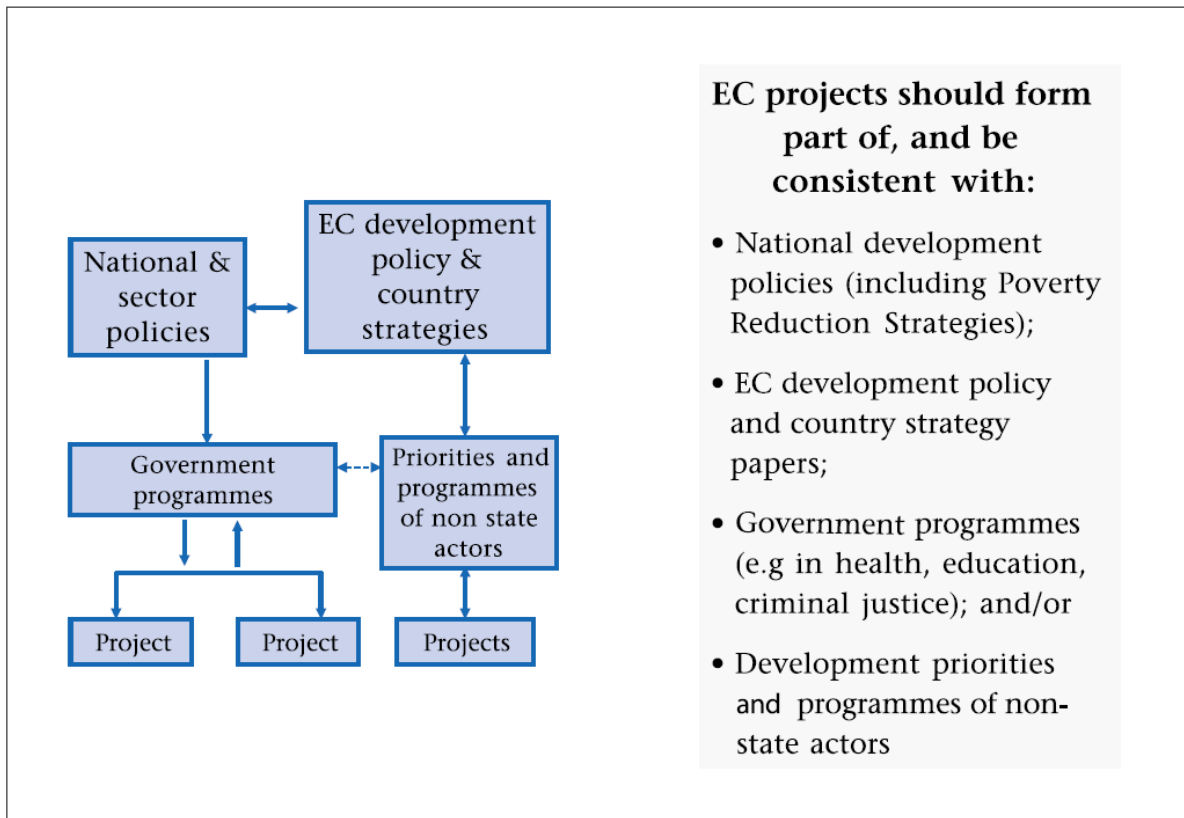 National &
sector
policies
EC development
policy &
country
strategies
Government
programmes
Priorities and
programmes
of non state
actors
Project
Project
Projects
EC projects should form
part of, and be
consistent with:
• National development
policies (including Poverty
Reduction Strategies);
• EC development policy
and country strategy
papers;
• Government programmes
(e.g in health, education,
criminal justice); and/or
• Development priorities
and programmes of non-
state actors